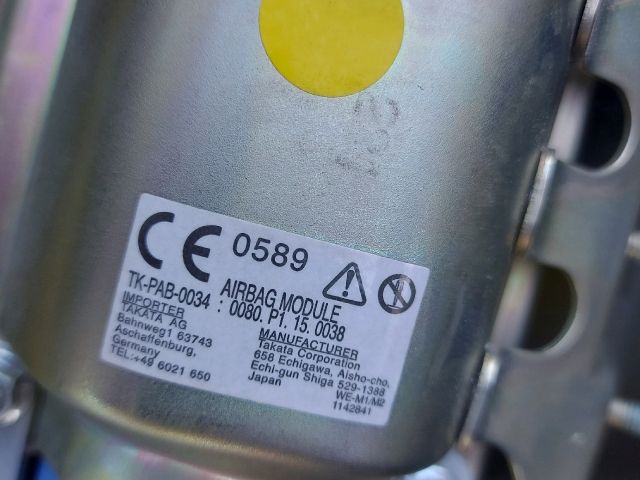 CE 0589
AIRBAG MODULE
TK-PAB-0034 : 0080. P1. 15. 0038
IMPORTER
TAKATA AG
Bahnweg1 63743
Aschaffenburg,
Germany
TEL:+49 6021 650
MANUFACTURER
Takata Corporation
658 Echigawa, Aisho-cho,
Echi-gun Shiga 529-1388
Japan
WE-M1/M2
1142841